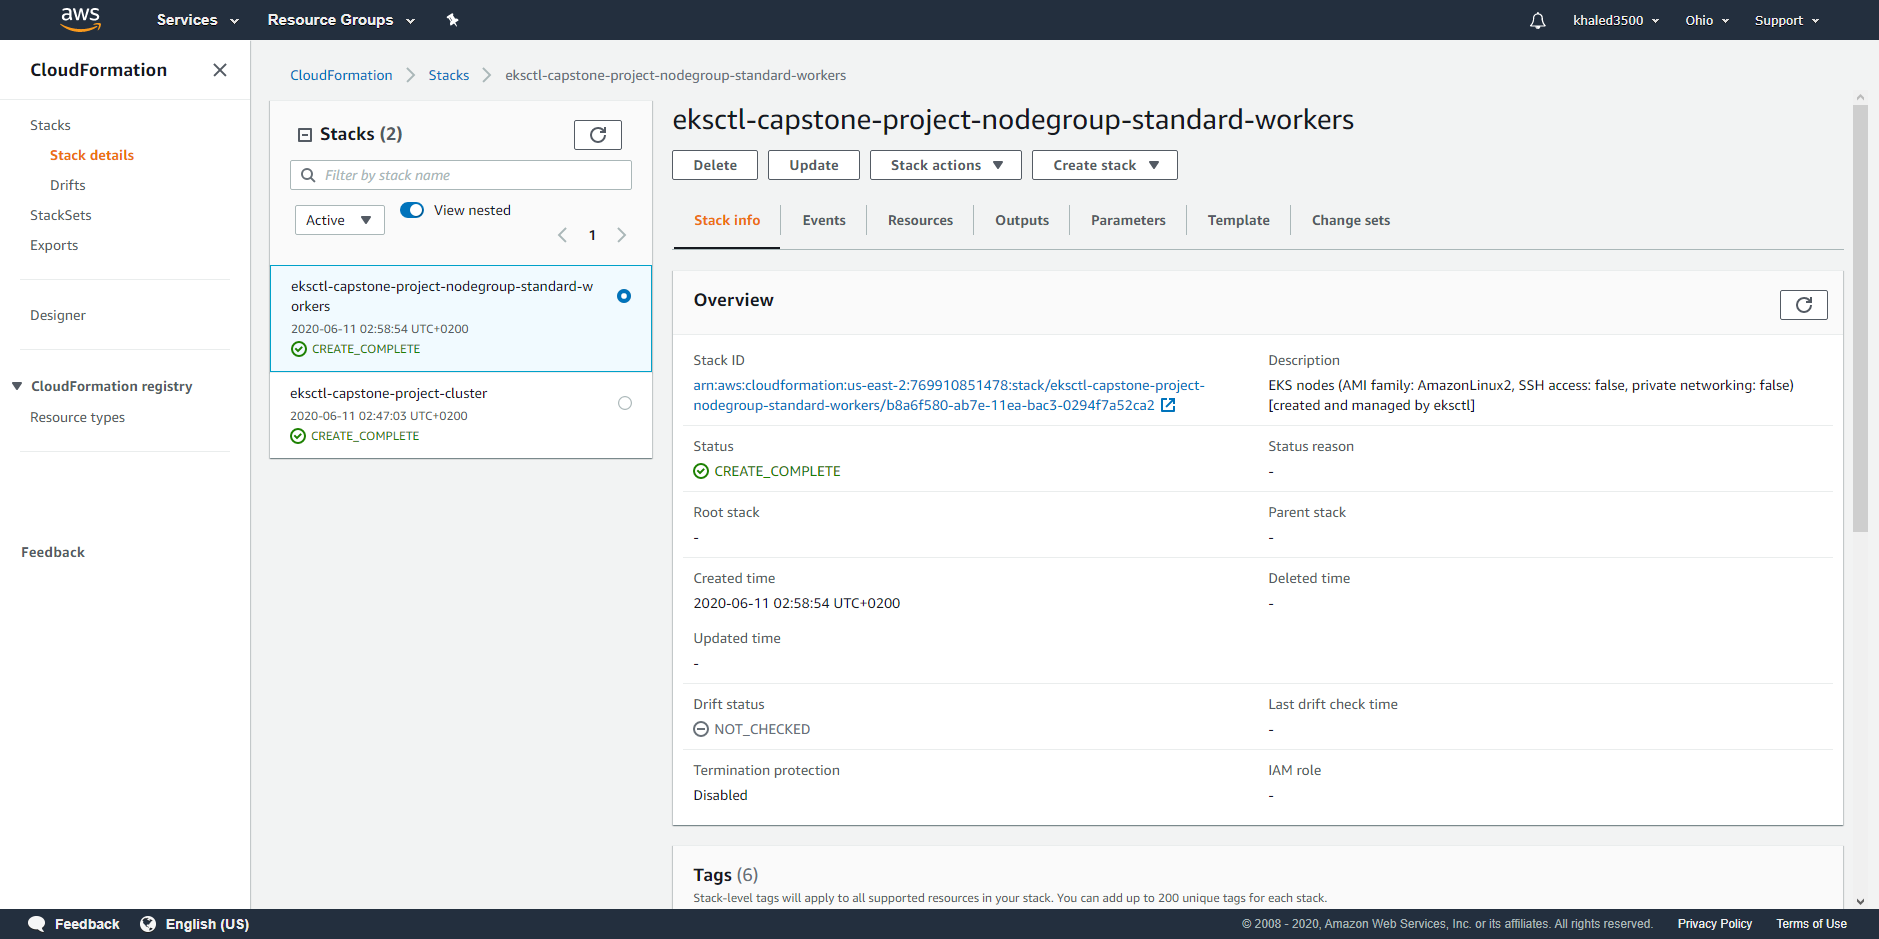 aws
Services
Resource Groups
khaled3500
Ohio
Support
CloudFormation
Stacks
Stack details
Drifts
StackSets
Exports
Designer
CloudFormation registry
Resource types
Feedback
CloudFormation
Stacks
eksctl-capstone-project-nodegroup-standard-workers
Stacks (2)
Filter by stack name
Active
View nested
1
eksctl-capstone-project-nodegroup-standard-w
orkers
2020-06-11 02:58:54 UTC+0200
CREATE_COMPLETE
eksctl-capstone-project-cluster
2020-06-11 02:47:03 UTC+0200
CREATE_COMPLETE
eksctl-capstone-project-nodegroup-standard-workers
Delete
Update
Stack actions
Create stack
Stack info
Events
Resources
Outputs
Parameters
Template
Change sets
Overview
Stack ID
arn:aws:cloudformation:us-east-2:769910851478:stack/eksctl-capstone-project-
nodegroup-standard-workers/b8a6f580-ab7e-11ea-bac3-0294f7a52ca2
Description
EKS nodes (AMI family: AmazonLinux2, SSH access: false, private networking: false)
[created and managed by eksctl]
Status
CREATE_COMPLETE
Status reason
-
Root stack
-
Parent stack
-
Created time
2020-06-11 02:58:54 UTC+0200
Deleted time
-
Updated time
-
Drift status
NOT_CHECKED
Last drift check time
-
Termination protection
Disabled
IAM role
-
Tags (6)
Stack-level tags will apply to all supported resources in your stack. You can add up to 200 unique tags for each stack.
Feedback
English (US)
© 2008 - 2020, Amazon Web Services, Inc. or its affiliates. All rights reserved.
Privacy Policy
Terms of Use